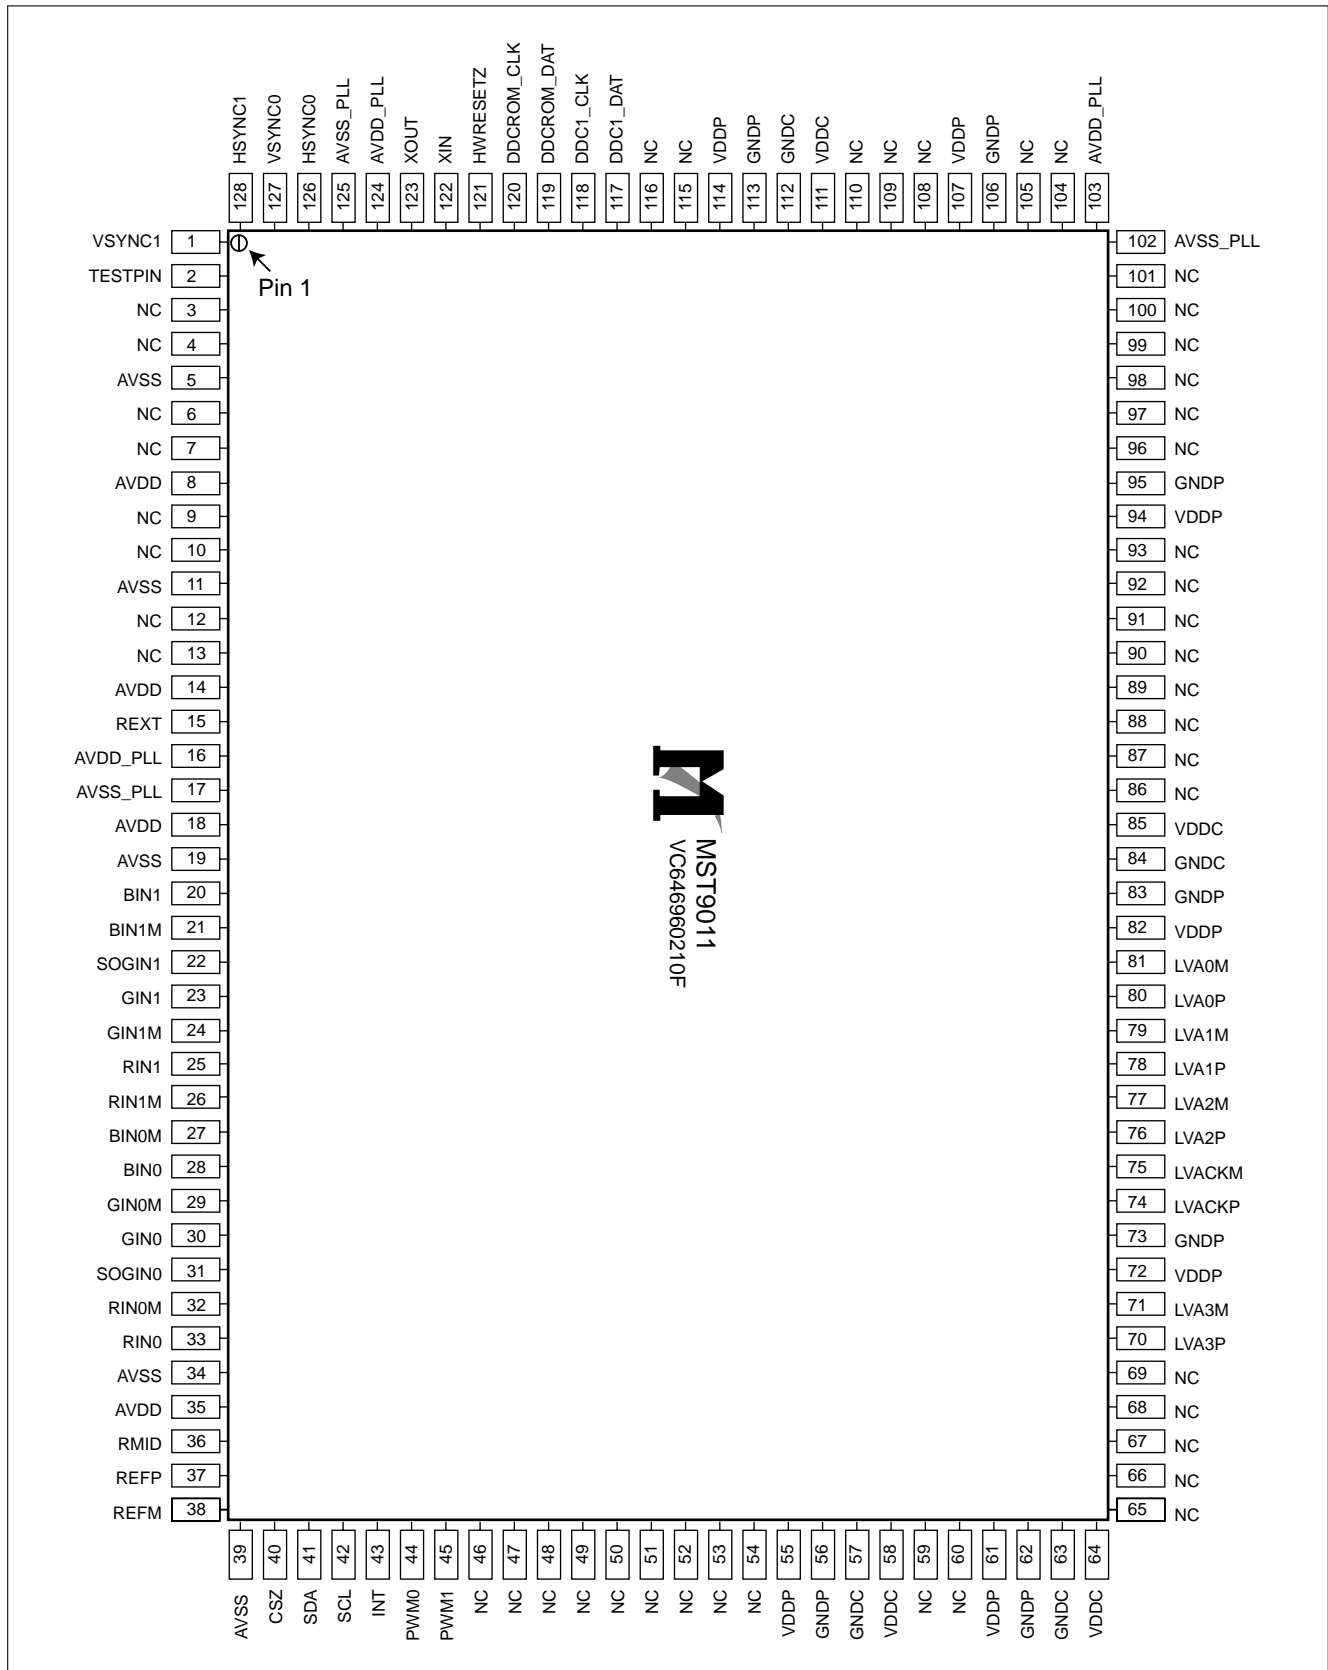 HSYNC1 VSYNC0 HSYNC0 AVSS_PLL AVDD_PLL XOUT XIN HWRESETZ DDCROM_CLK DDCROM_DAT DDC1_CLK DDC1_DAT NC NC VDDP GNDP GNDC VDDC NC NC NC VDDP GNDP NC NC AVDD_PLL
128 127 126 125 124 123 122 121 120 119 118 117 116 115 114 113 112 111 110 109 108 107 106 105 104 103
VSYNC1 1
TESTPIN 2
NC 3
NC 4
AVSS 5
NC 6
NC 7
AVDD 8
NC 9
NC 10
AVSS 11
NC 12
NC 13
AVDD 14
REXT 15
AVDD_PLL 16
AVSS_PLL 17
AVDD 18
AVSS 19
BIN1 20
BIN1M 21
SOGIN1 22
GIN1 23
GIN1M 24
RIN1 25
RIN1M 26
BIN0M 27
BIN0 28
GIN0M 29
GIN0 30
SOGIN0 31
RIN0M 32
RIN0 33
AVSS 34
AVDD 35
RMID 36
REFP 37
REFM 38
Pin 1
MST9011
VC646960210F
102 AVSS_PLL
101 NC
100 NC
99 NC
98 NC
97 NC
96 NC
95 GNDP
94 VDDP
93 NC
92 NC
91 NC
90 NC
89 NC
88 NC
87 NC
86 NC
85 VDDC
84 GNDC
83 GNDP
82 VDDP
81 LVA0M
80 LVA0P
79 LVA1M
78 LVA1P
77 LVA2M
76 LVA2P
75 LVACKM
74 LVACKP
73 GNDP
72 VDDP
71 LVA3M
70 LVA3P
69 NC
68 NC
67 NC
66 NC
65 NC
39 40 41 42 43 44 45 46 47 48 49 50 51 52 53 54 55 56 57 58 59 60 61 62 63 64
AVSS CSZ SDA SCL INT PWM0 PWM1 NC NC NC NC NC NC NC NC NC VDDP GNDP GNDC VDDC NC NC VDDP GNDP GNDC VDDC